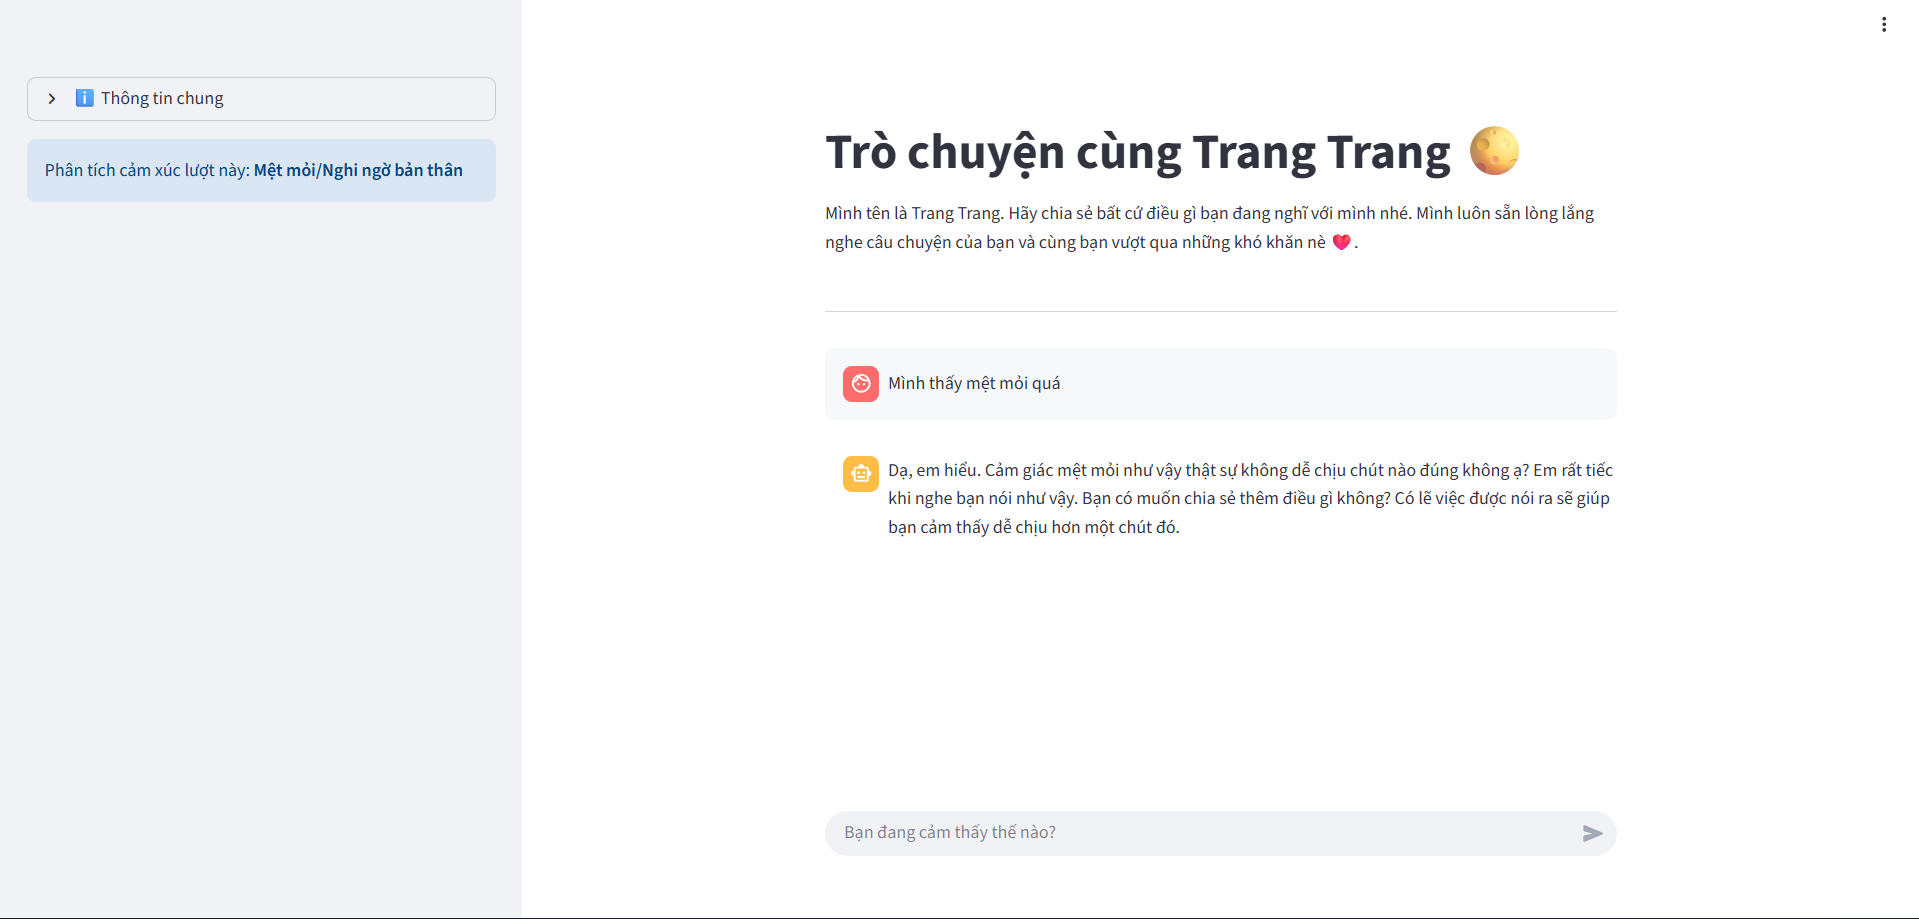 Thông tin chung
Phân tích cảm xúc lượt này: Mệt mỏi/Nghi ngờ bản thân
Trò chuyện cùng Trang Trang
Mình tên là Trang Trang. Hãy chia sẻ bất cứ điều gì bạn đang nghĩ với mình nhé. Mình luôn sẵn lòng lắng
nghe câu chuyện của bạn và cùng bạn vượt qua những khó khăn nè ❤️.
Mình thấy mệt mỏi quá
Dạ, em hiểu. Cảm giác mệt mỏi như vậy thật sự không dễ chịu chút nào đúng không ạ? Em rất tiếc
khi nghe bạn nói như vậy. Bạn có muốn chia sẻ thêm điều gì không? Có lẽ việc được nói ra sẽ giúp
bạn cảm thấy dễ chịu hơn một chút đó.
Bạn đang cảm thấy thế nào?